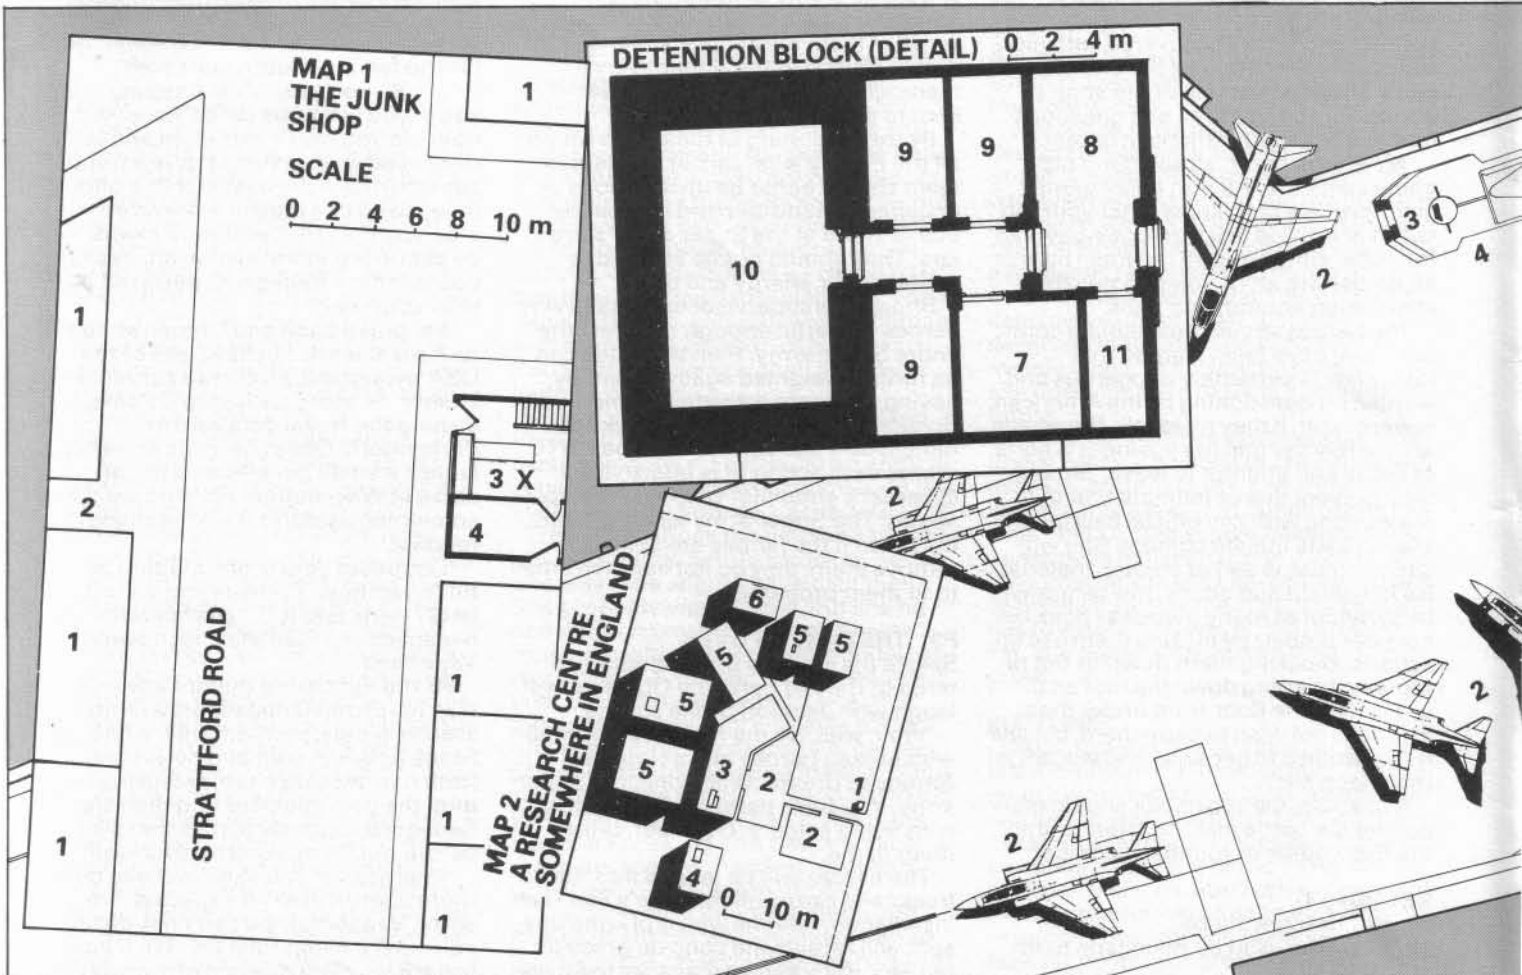 MAP 1
THE JUNK
SHOP
SCALE
0 2 4 6 8 10 m
1
1
2
3 X
4
1
1
1
1
1
1
STRATFORD ROAD
DETENTION BLOCK (DETAIL) 0 2 4 m
9
9
8
10
9
7
11
2
3
4
2
2
2
MAP 2
A RESEARCH CENTRE
SOMEWHERE IN ENGLAND
6
5
5
5
5
5
3
2
1
2
4
0 10 m